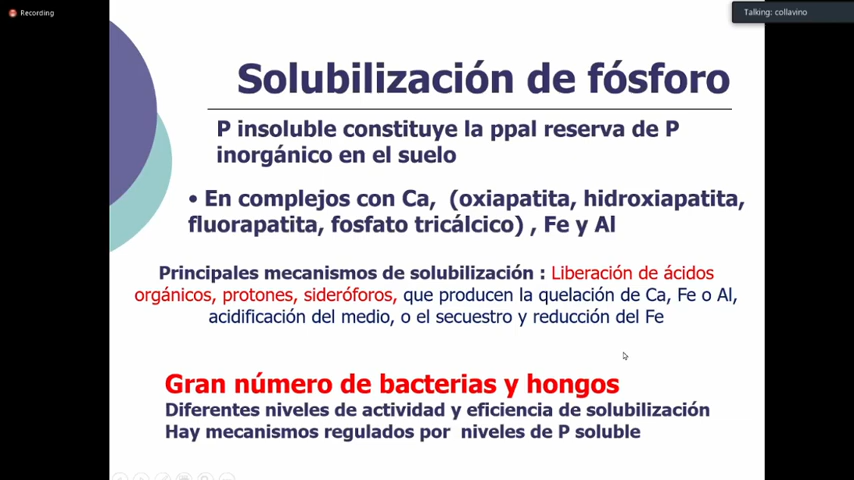 Recording
Talking: collavino
Solubilización de fósforo
P insoluble constituye la ppal reserva de P
inorgánico en el suelo
• En complejos con Ca, (oxiapatita, hidroxiapatita,
fluorapatita, fosfato tricálcico) , Fe y Al
Principales mecanismos de solubilización : Liberación de ácidos
orgánicos, protones, sideróforos, que producen la quelación de Ca, Fe o Al,
acidificación del medio, o el secuestro y reducción del Fe
Gran número de bacterias y hongos
Diferentes niveles de actividad y eficiencia de solubilización
Hay mecanismos regulados por niveles de P soluble